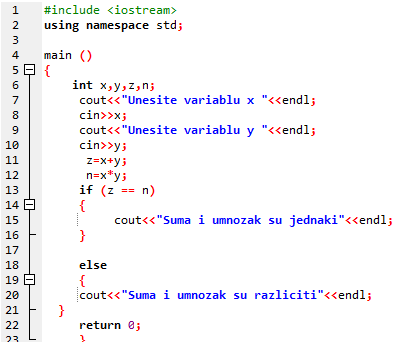 1 #include <iostream>
2 using namespace std;
3
4 main ()
5 {
6 int x,y,z,n;
7 cout<<"Unesite variablu x "<<endl;
8 cin>>x;
9 cout<<"Unesite variablu y "<<endl;
10 cin>>y;
11 z=x+y;
12 n=x*y;
13 if (z == n)
14 {
15 cout<<"Suma i umnozak su jednaki"<<endl;
16 }
17
18 else
19 {
20 cout<<"Suma i umnozak su razliciti"<<endl;
21 }
22 return 0;
23 }